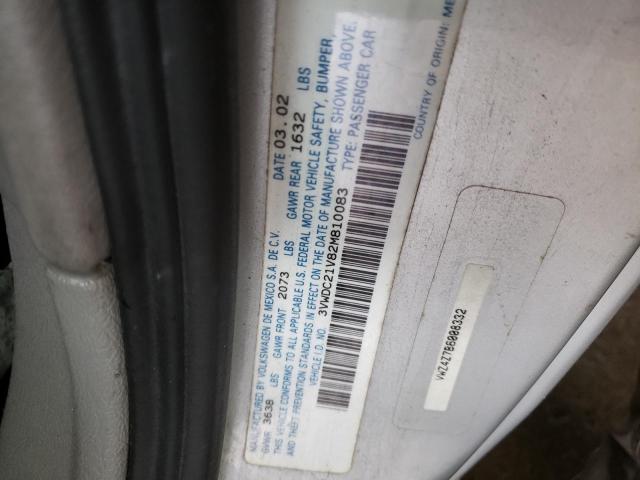 MANUFACTURED BY VOLKSWAGEN DE MEXICO S.A. DE C.V. DATE 03.02
GVWR 3638 LBS GAWR FRONT 2073 LBS GAWR REAR 1632 LBS
THIS VEHICLE CONFORMS TO ALL APPLICABLE U.S. FEDERAL MOTOR VEHICLE SAFETY, BUMPER,
AND THEFT PREVENTION STANDARDS IN EFFECT ON THE DATE OF MANUFACTURE SHOWN ABOVE.
VEHICLE I.D. NO. 3VWDC21V82M810083 TYPE: PASSENGER CAR
COUNTRY OF ORIGIN: ME
VWZ4Z7B6008332